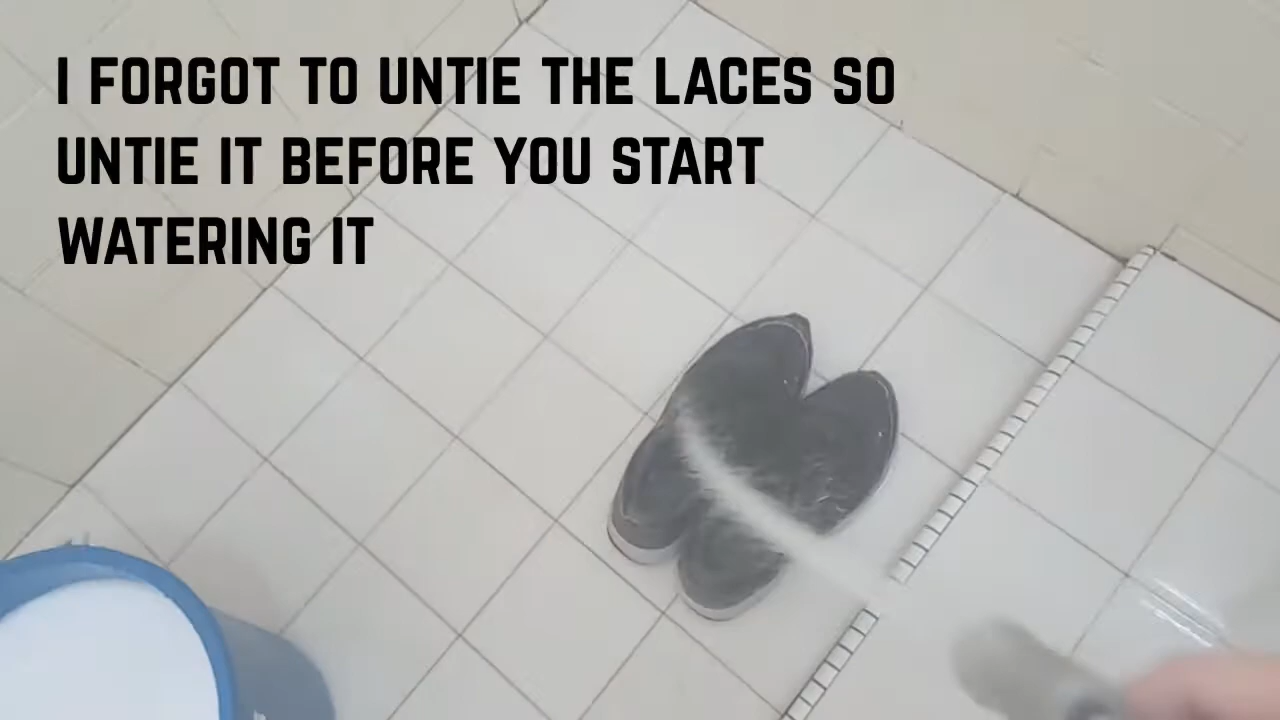 I FORGOT TO UNTIE THE LACES SO
UNTIE IT BEFORE YOU START
WATERING IT